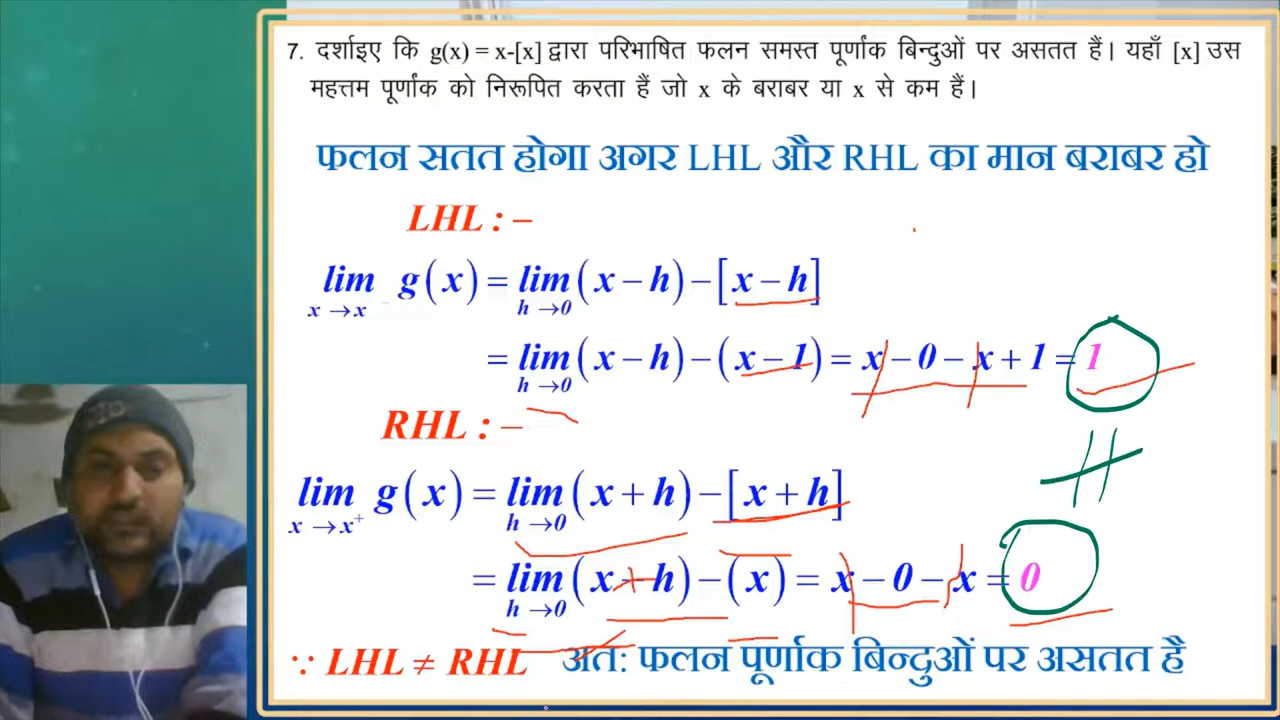 7. दर्शाइए कि g(x) = x-[x] द्वारा परिभाषित फलन समस्त पूर्णांक बिन्दुओं पर असतत हैं। यहाँ [x] उस
महत्तम पूर्णांक को निरूपित करता हैं जो x के बराबर या x से कम हैं।
फलन सतत होगा अगर LHL और RHL का मान बराबर हो
LHL : –
lim x→x⁻ g(x) = lim h→0 (x – h) – [x – h]
= lim h→0 (x – h) – (x – 1) = x – 0 – x + 1 = 1
RHL : –
≠
lim x→x⁺ g(x) = lim h→0 (x + h) – [x + h]
= lim h→0 (x + h) – (x) = x – 0 – x = 0
∵ LHL ≠ RHL अत: फलन पूर्णाक बिन्दुओं पर असतत है